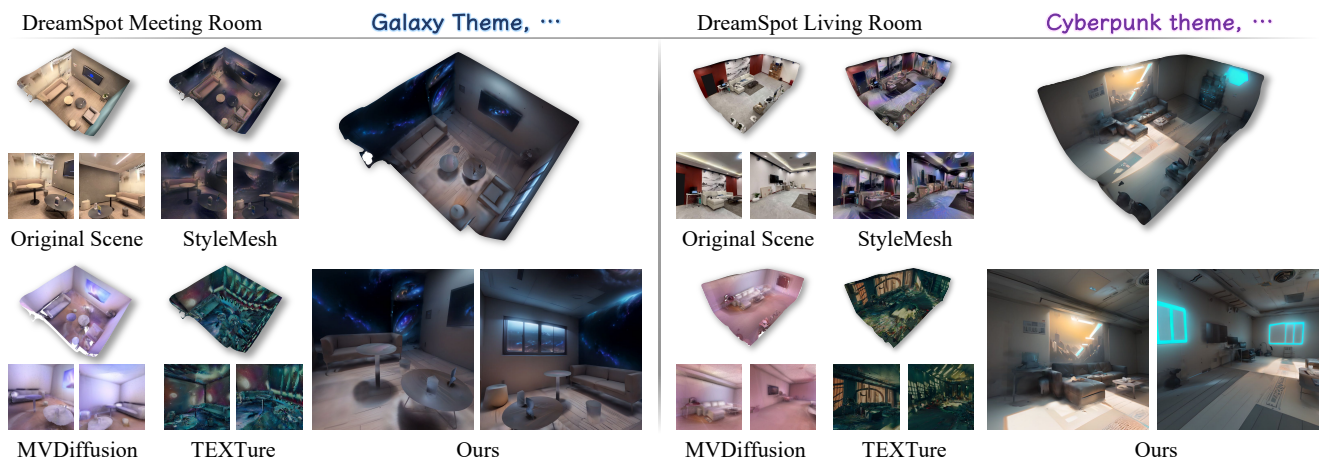 DreamSpot Meeting Room
Galaxy Theme, ···
Original Scene
StyleMesh
MVDiffusion
TEXTure
Ours
DreamSpot Living Room
Cyberpunk theme, ···
Original Scene
StyleMesh
MVDiffusion
TEXTure
Ours